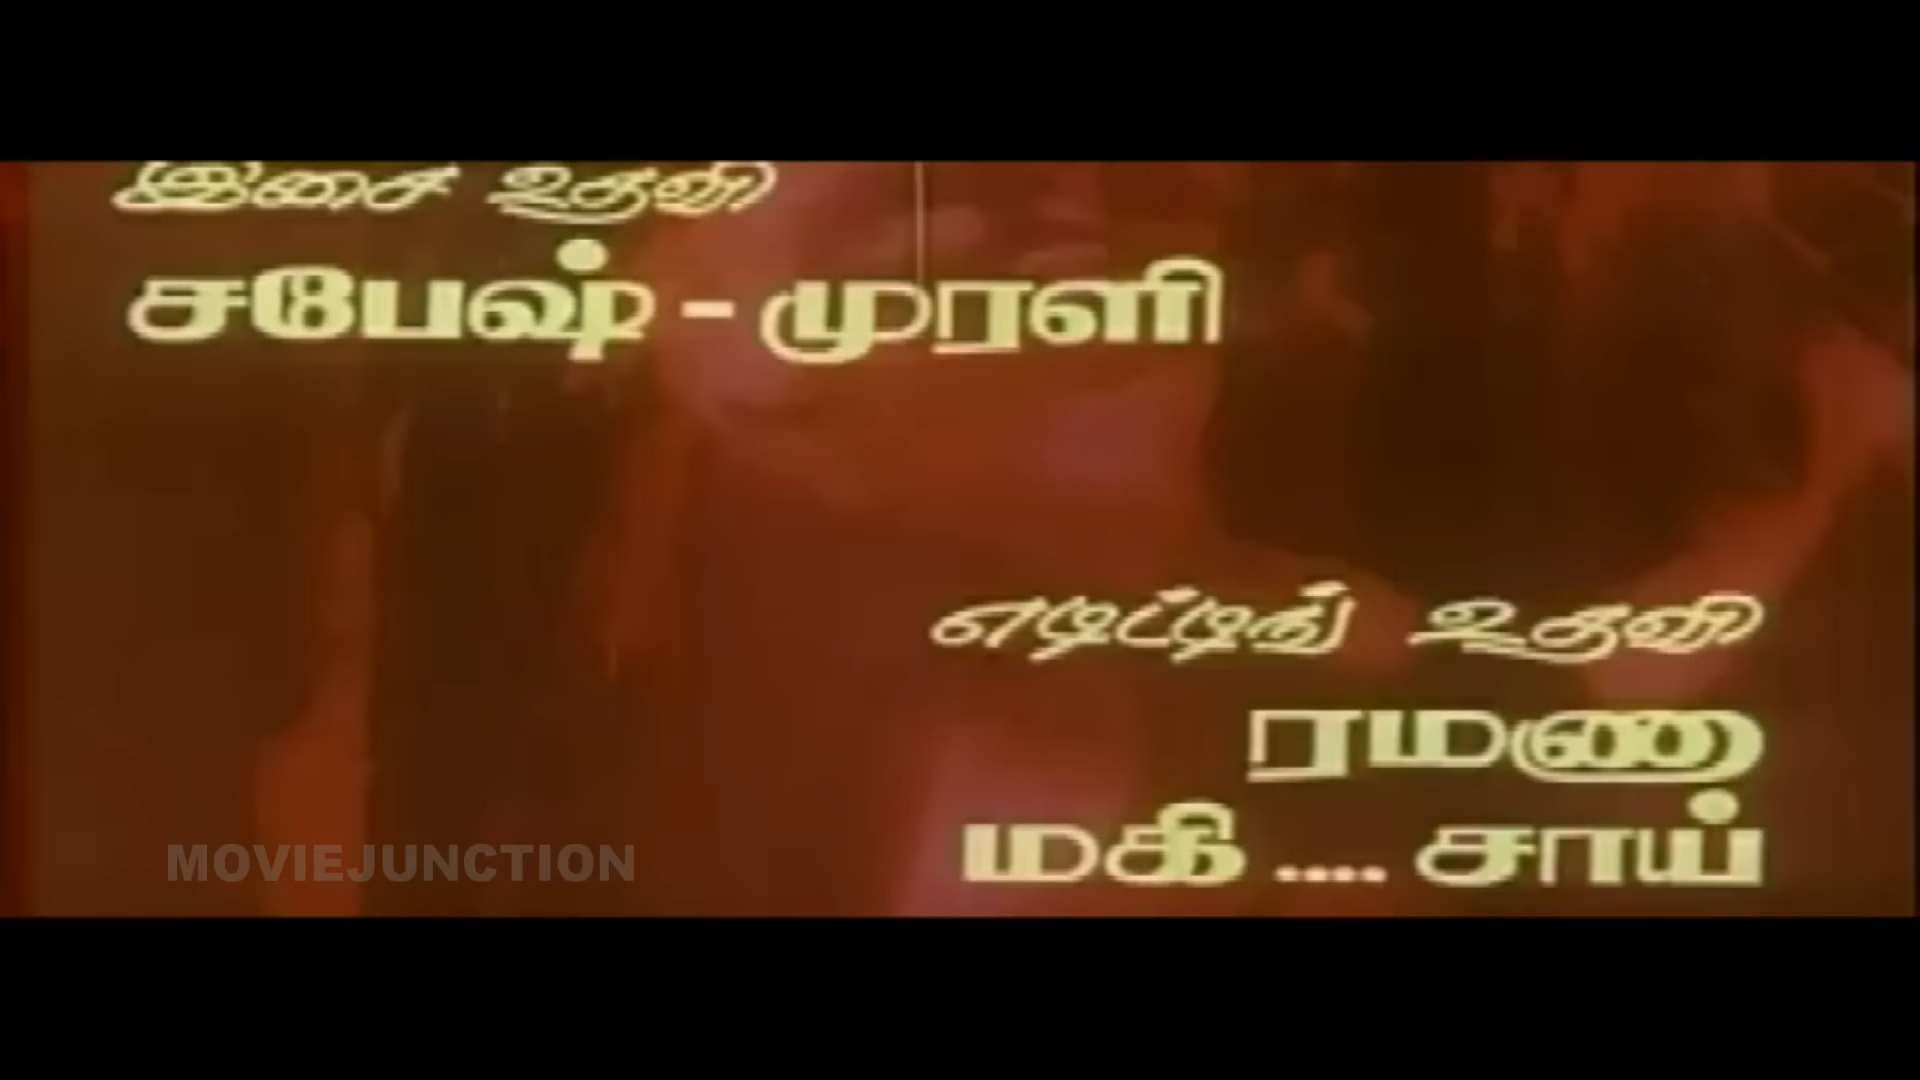 இசை உதவி
சபேஷ் - முரளி
எடிட்டிங் உதவி
ரமணா
மகி .... சாய்
MOVIEJUNCTION